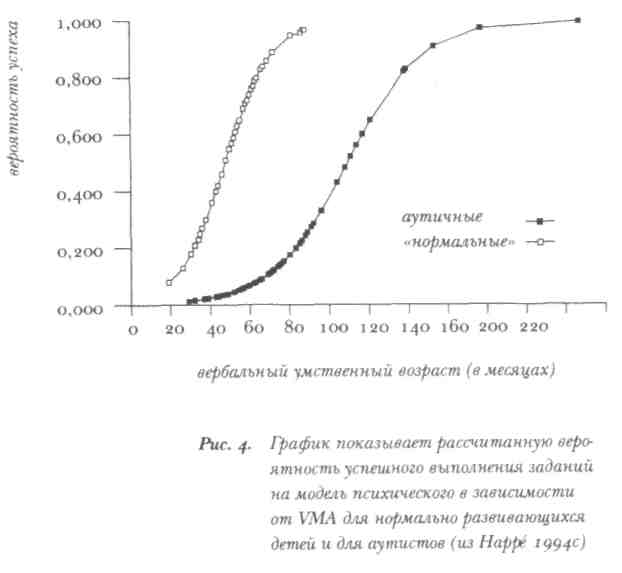 вероятность успеха
1,000
0,800
0,600
0,400
0,200
0,000
аутичные
«нормальные»
0 20 40 60 80 100 120 140 160 180 200 220
вербальный умственный возраст (в месяцах)
Рис. 4. График показывает рассчитанную веро-
ятность успешного выполнения заданий
на модель психического в зависимости
от VMA для нормально развивающихся
детей и для аутистов (из Happé 1994c)